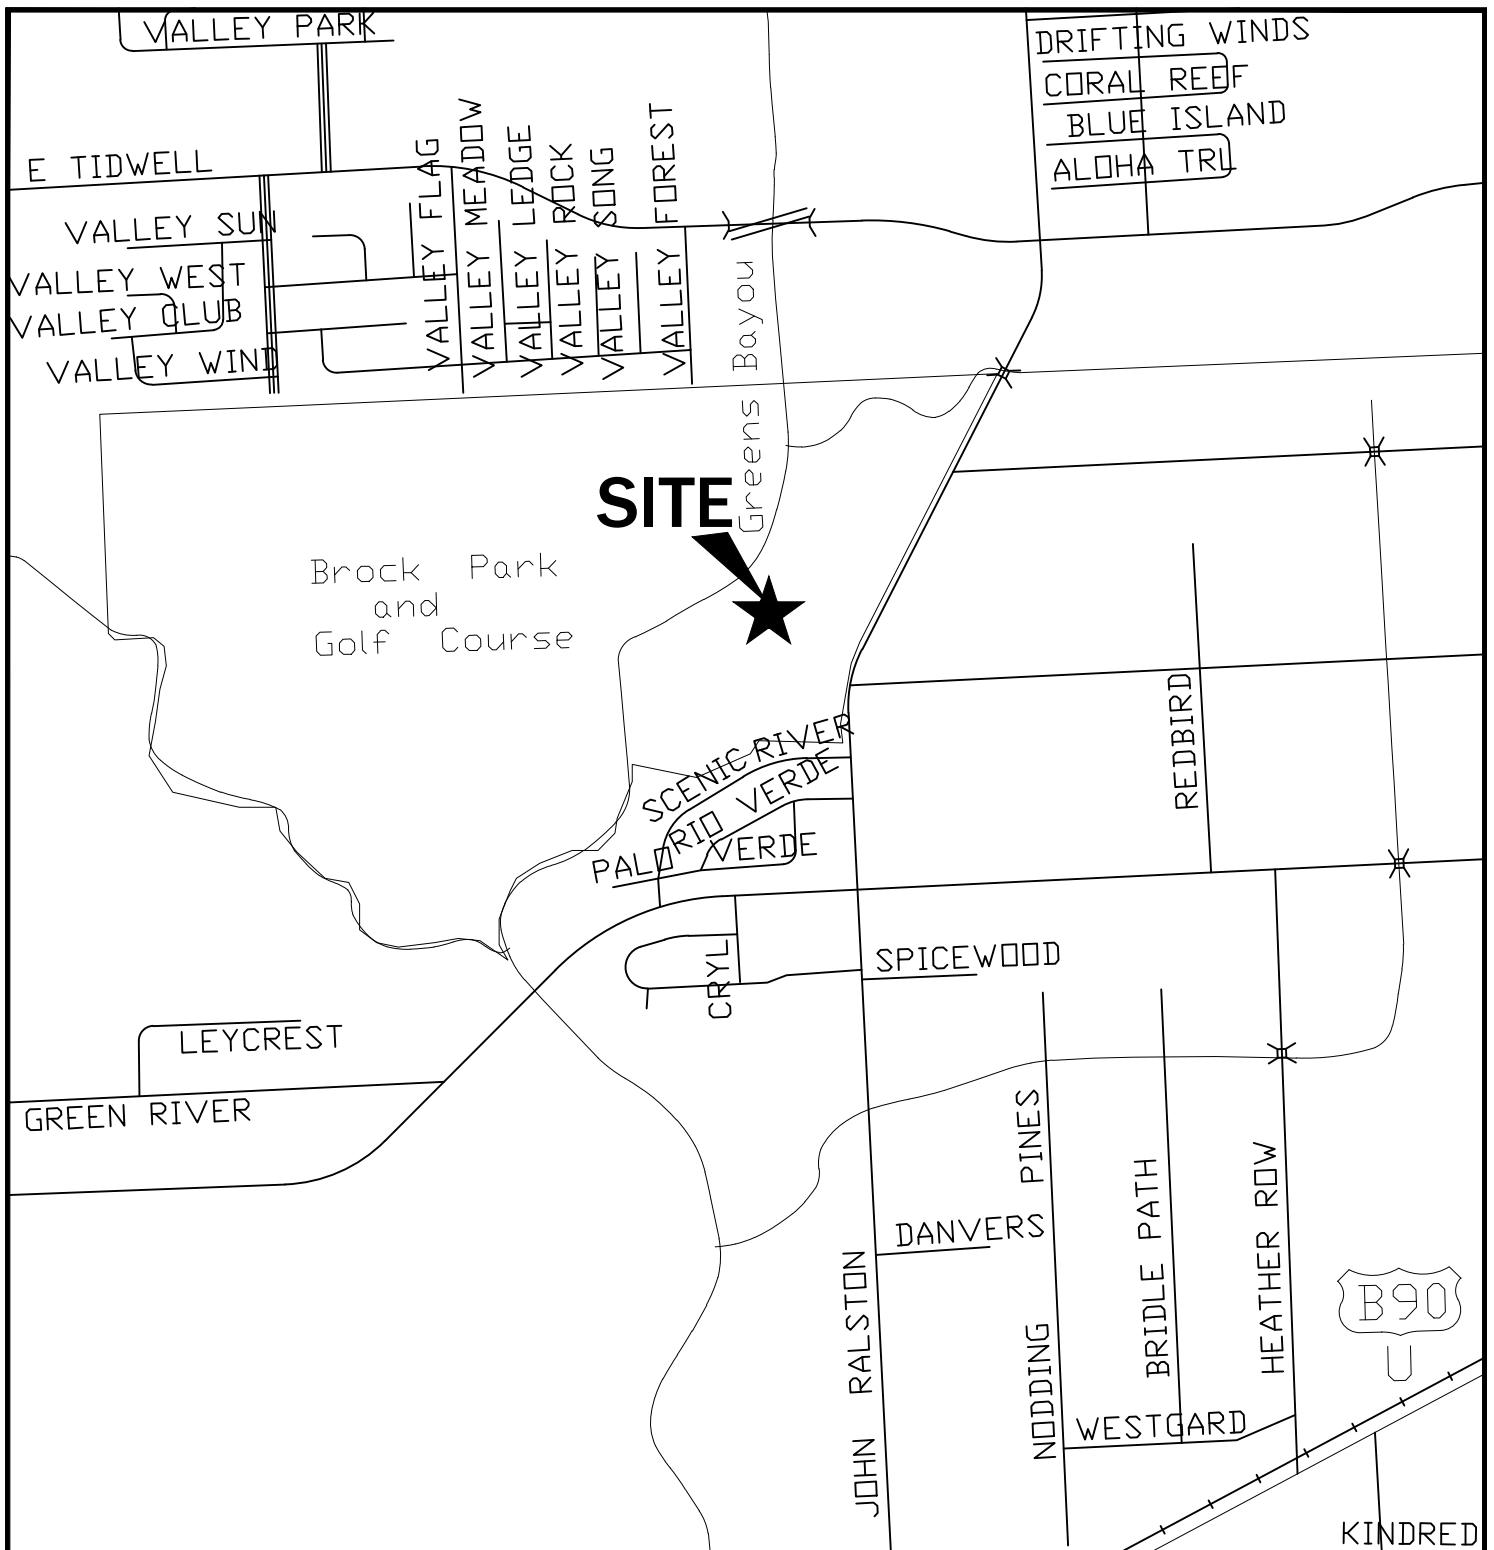 VALLEY PARK
DRIFTING WINDS
CORAL REEF
BLUE ISLAND
ALOHA TRL
E TIDWELL
VALLEY SUN
VALLEY WEST
VALLEY CLUB
VALLEY WIND
VALLEY FLAG
VALLEY MEADOW
VALLEY LEDGE
VALLEY ROCK
VALLEY SONG
VALLEY FOREST
Greens Bayou
SITE
Brock Park
and
Golf Course
SCENIC RIVER
RIO VERDE
PALO VERDE
REDBIRD
CRYL
SPICEWOOD
LEYCREST
GREEN RIVER
JOHN RALSTON
DANVERS
NODDING PINES
BRIDLE PATH
HEATHER ROW
B90
WESTGARD
KINDRED